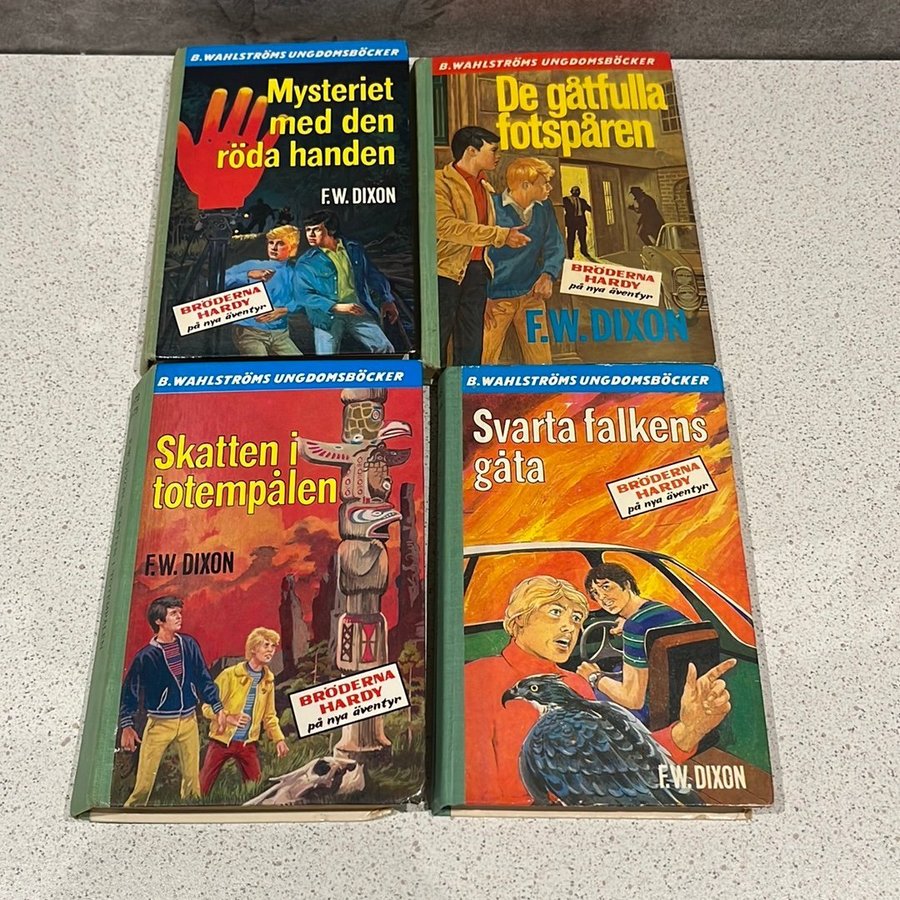 B. WAHLSTRÖMS UNGDOMSBÖCKER
Mysteriet
med den
röda handen
F.W. DIXON
BRÖDERNA
HARDY
på nya äventyr
B. WAHLSTRÖMS UNGDOMSBÖCKER
De gåtfulla
fotspåren
BRÖDERNA
HARDY
på nya äventyr
F.W. DIXON
B. WAHLSTRÖMS UNGDOMSBÖCKER
Skatten i
totempålen
F.W. DIXON
BRÖDERNA
HARDY
på nya äventyr
B. WAHLSTRÖMS UNGDOMSBÖCKER
Svarta falkens
gåta
BRÖDERNA
HARDY
på nya äventyr
F.W. DIXON